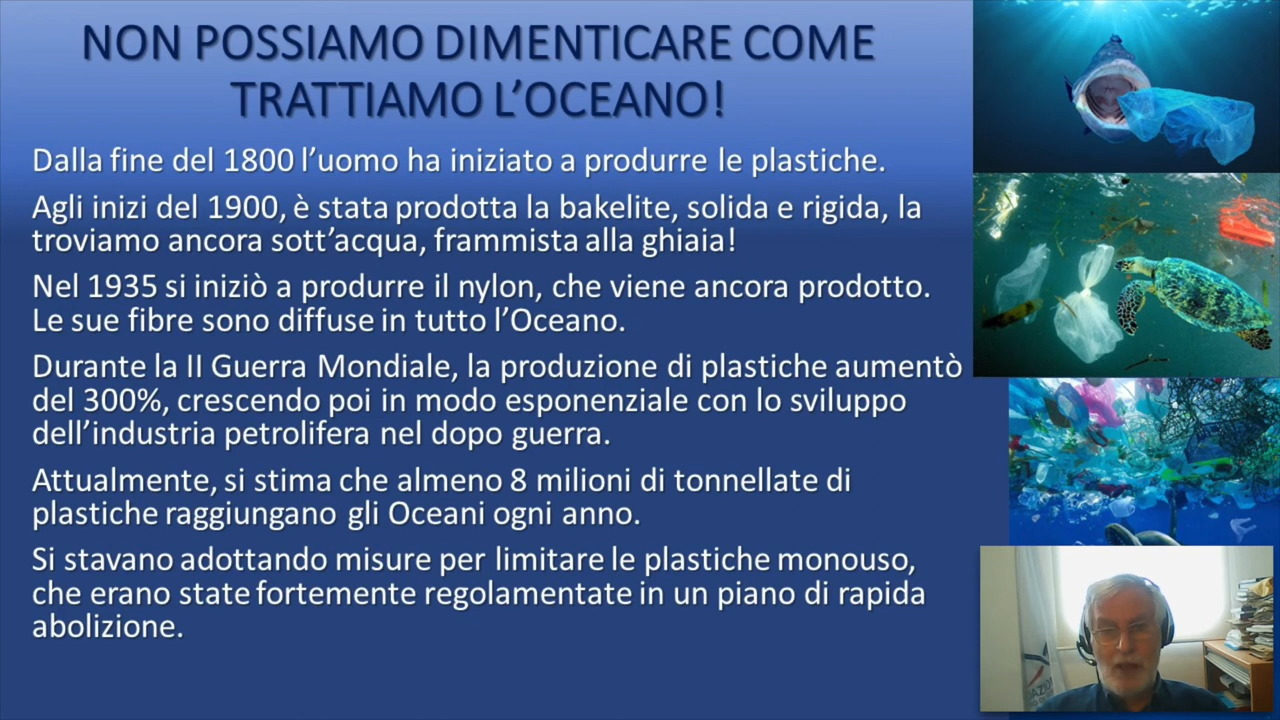 NON POSSIAMO DIMENTICARE COME
TRATTIAMO L'OCEANO!
Dalla fine del 1800 l'uomo ha iniziato a produrre le plastiche.
Agli inizi del 1900, è stata prodotta la bakelite, solida e rigida, la
troviamo ancora sott'acqua, frammista alla ghiaia!
Nel 1935 si iniziò a produrre il nylon, che viene ancora prodotto.
Le sue fibre sono diffuse in tutto l'Oceano.
Durante la II Guerra Mondiale, la produzione di plastiche aumentò
del 300%, crescendo poi in modo esponenziale con lo sviluppo
dell'industria petrolifera nel dopo guerra.
Attualmente, si stima che almeno 8 milioni di tonnellate di
plastiche raggiungano gli Oceani ogni anno.
Si stavano adottando misure per limitare le plastiche monouso,
che erano state fortemente regolamentate in un piano di rapida
abolizione.